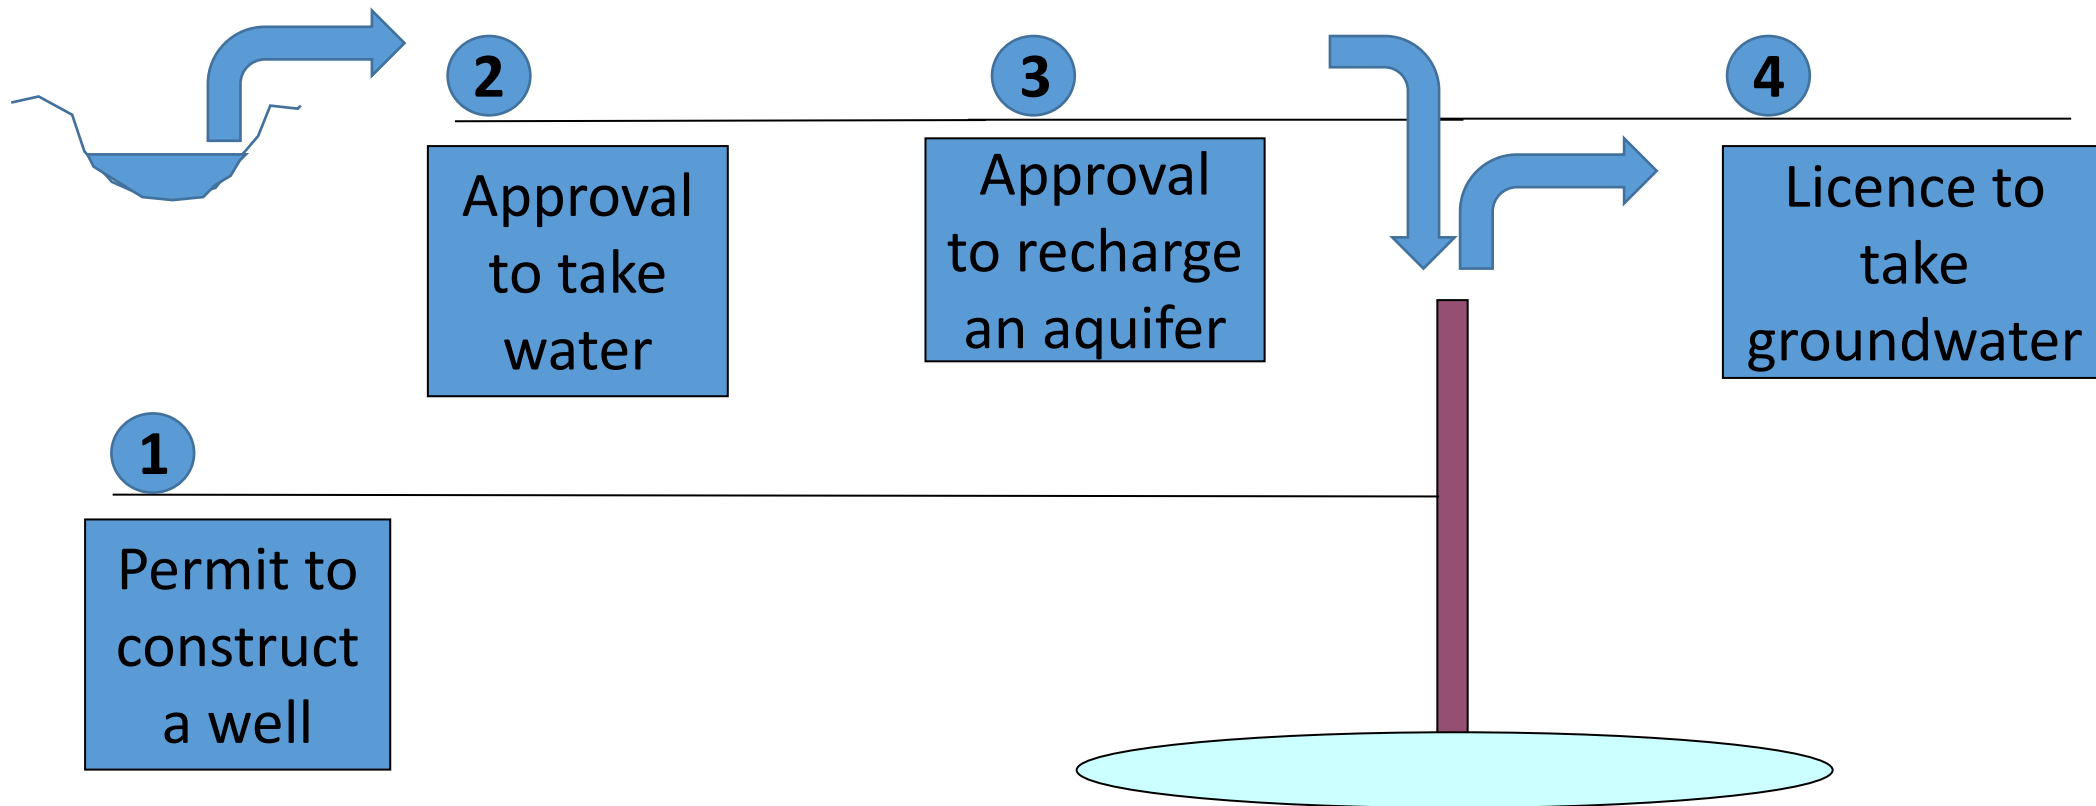 2
Approval
to take
water
3
Approval
to recharge
an aquifer
4
Licence to
take
groundwater
1
Permit to
construct
a well